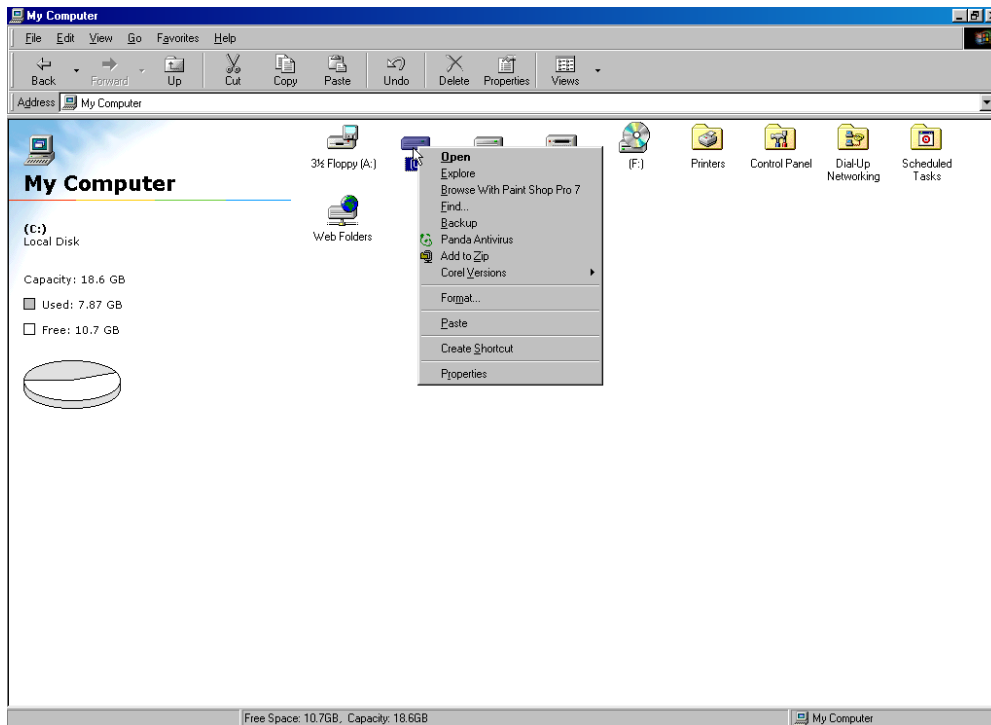 My Computer
File Edit View Go Favorites Help
Back Forward Up Cut Copy Paste Undo Delete Properties Views
Address My Computer
My Computer
(C:)
Local Disk
Capacity: 18.6 GB
Used: 7.87 GB
Free: 10.7 GB
3½ Floppy (A:)
(F:)
Printers
Control Panel
Dial-Up
Networking
Scheduled
Tasks
Web Folders
Open
Explore
Browse With Paint Shop Pro 7
Find...
Backup
Panda Antivirus
Add to Zip
Corel Versions
Format...
Paste
Create Shortcut
Properties
Free Space: 10.7GB, Capacity: 18.6GB
My Computer